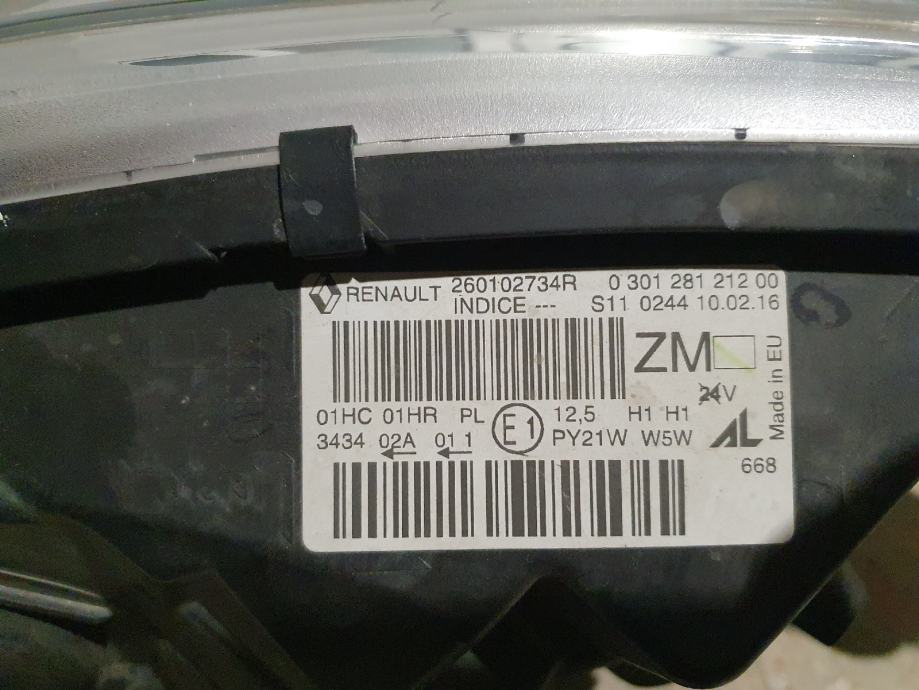 RENAULT 260102734R 0 301 281 212 00
INDICE --- S11 0244 10.02.16
ZM
24V
Made in EU
01HC 01HR PL E1 12,5 H1 H1
3434 02A 01 1 PY21W W5W AL
668